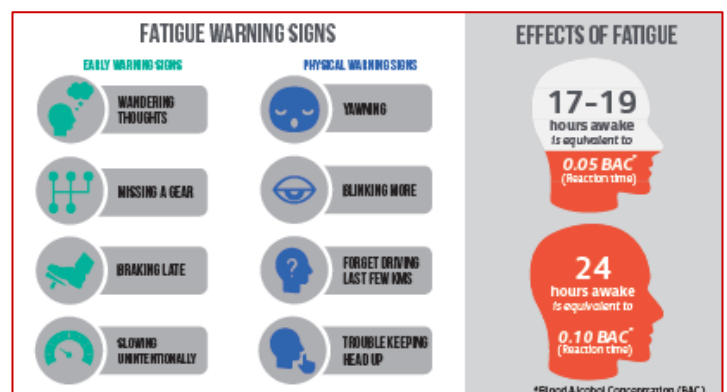 FATIGUE WARNING SIGNS
EARLY WARNING SIGNS
WANDERING
THOUGHTS
MISSING A GEAR
BRAKING LATE
SLOWING
UNINTENTIONALLY
PHYSICAL WARNING SIGNS
YAWNING
BLINKING MORE
FORGET DRIVING
LAST FEW KMS
TROUBLE KEEPING
HEAD UP
EFFECTS OF FATIGUE
17-19
hours awake
is equivalent to
0.05 BAC*
(Reaction time)
24
hours awake
is equivalent to
0.10 BAC*
(Reaction time)
*Blood Alcohol Concentration (BAC)